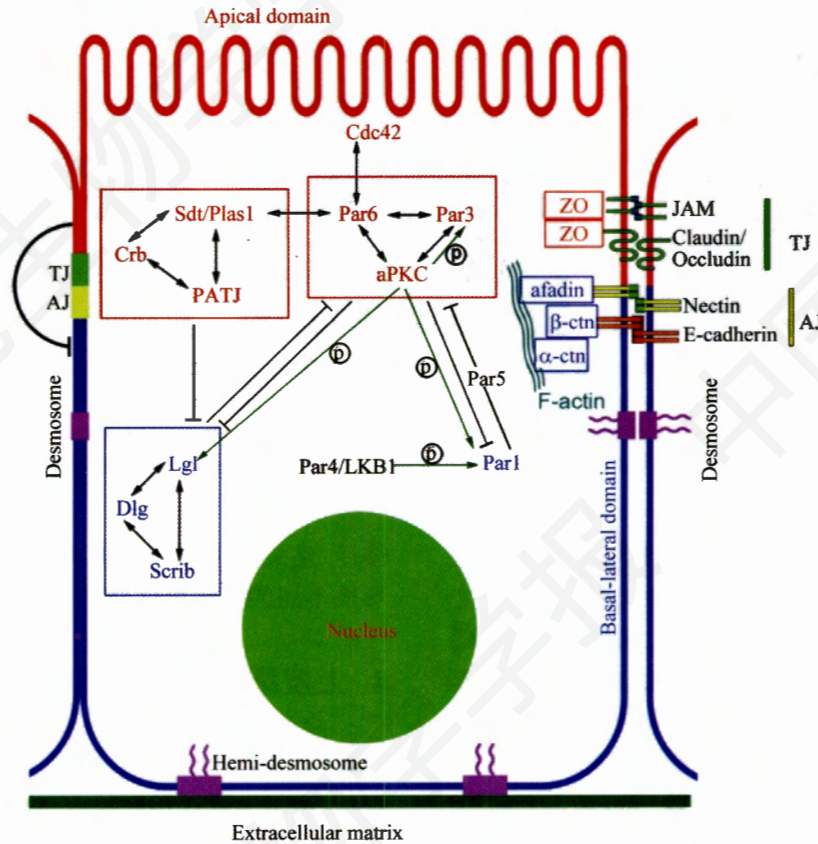 Apical domain
Cdc42
Sdt/Plas1
Par6
Par3
Crb
aPKC
p
PATJ
ZO
JAM
ZO
Claudin/
Occludin
TJ
TJ
AJ
afadin
Nectin
β-ctn
E-cadherin
AJ
α-ctn
F-actin
p
p
Par5
Desmosome
Desmosome
Lgl
Par4/LKB1
p
Par1
Dlg
Scrib
Basal-lateral domain
Nucleus
Hemi-desmosome
Extracellular matrix